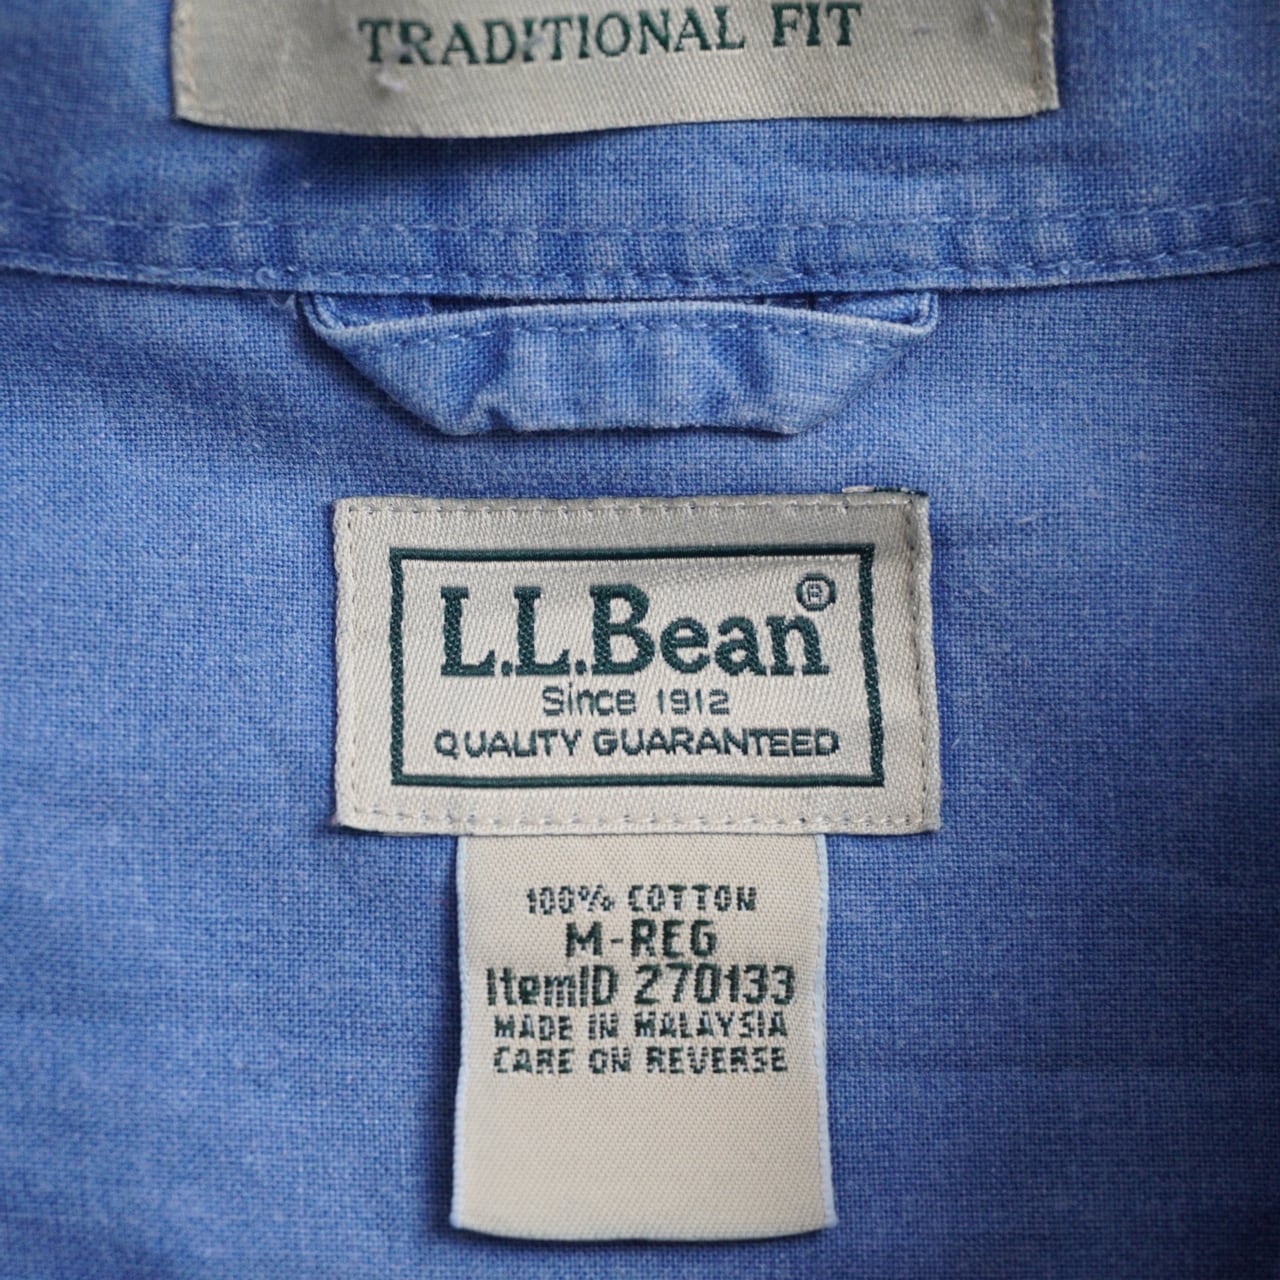 TRADITIONAL FIT
L.L.Bean®
Since 1912
QUALITY GUARANTEED
100% COTTON
M-REG
ItemID 270133
MADE IN MALAYSIA
CARE ON REVERSE